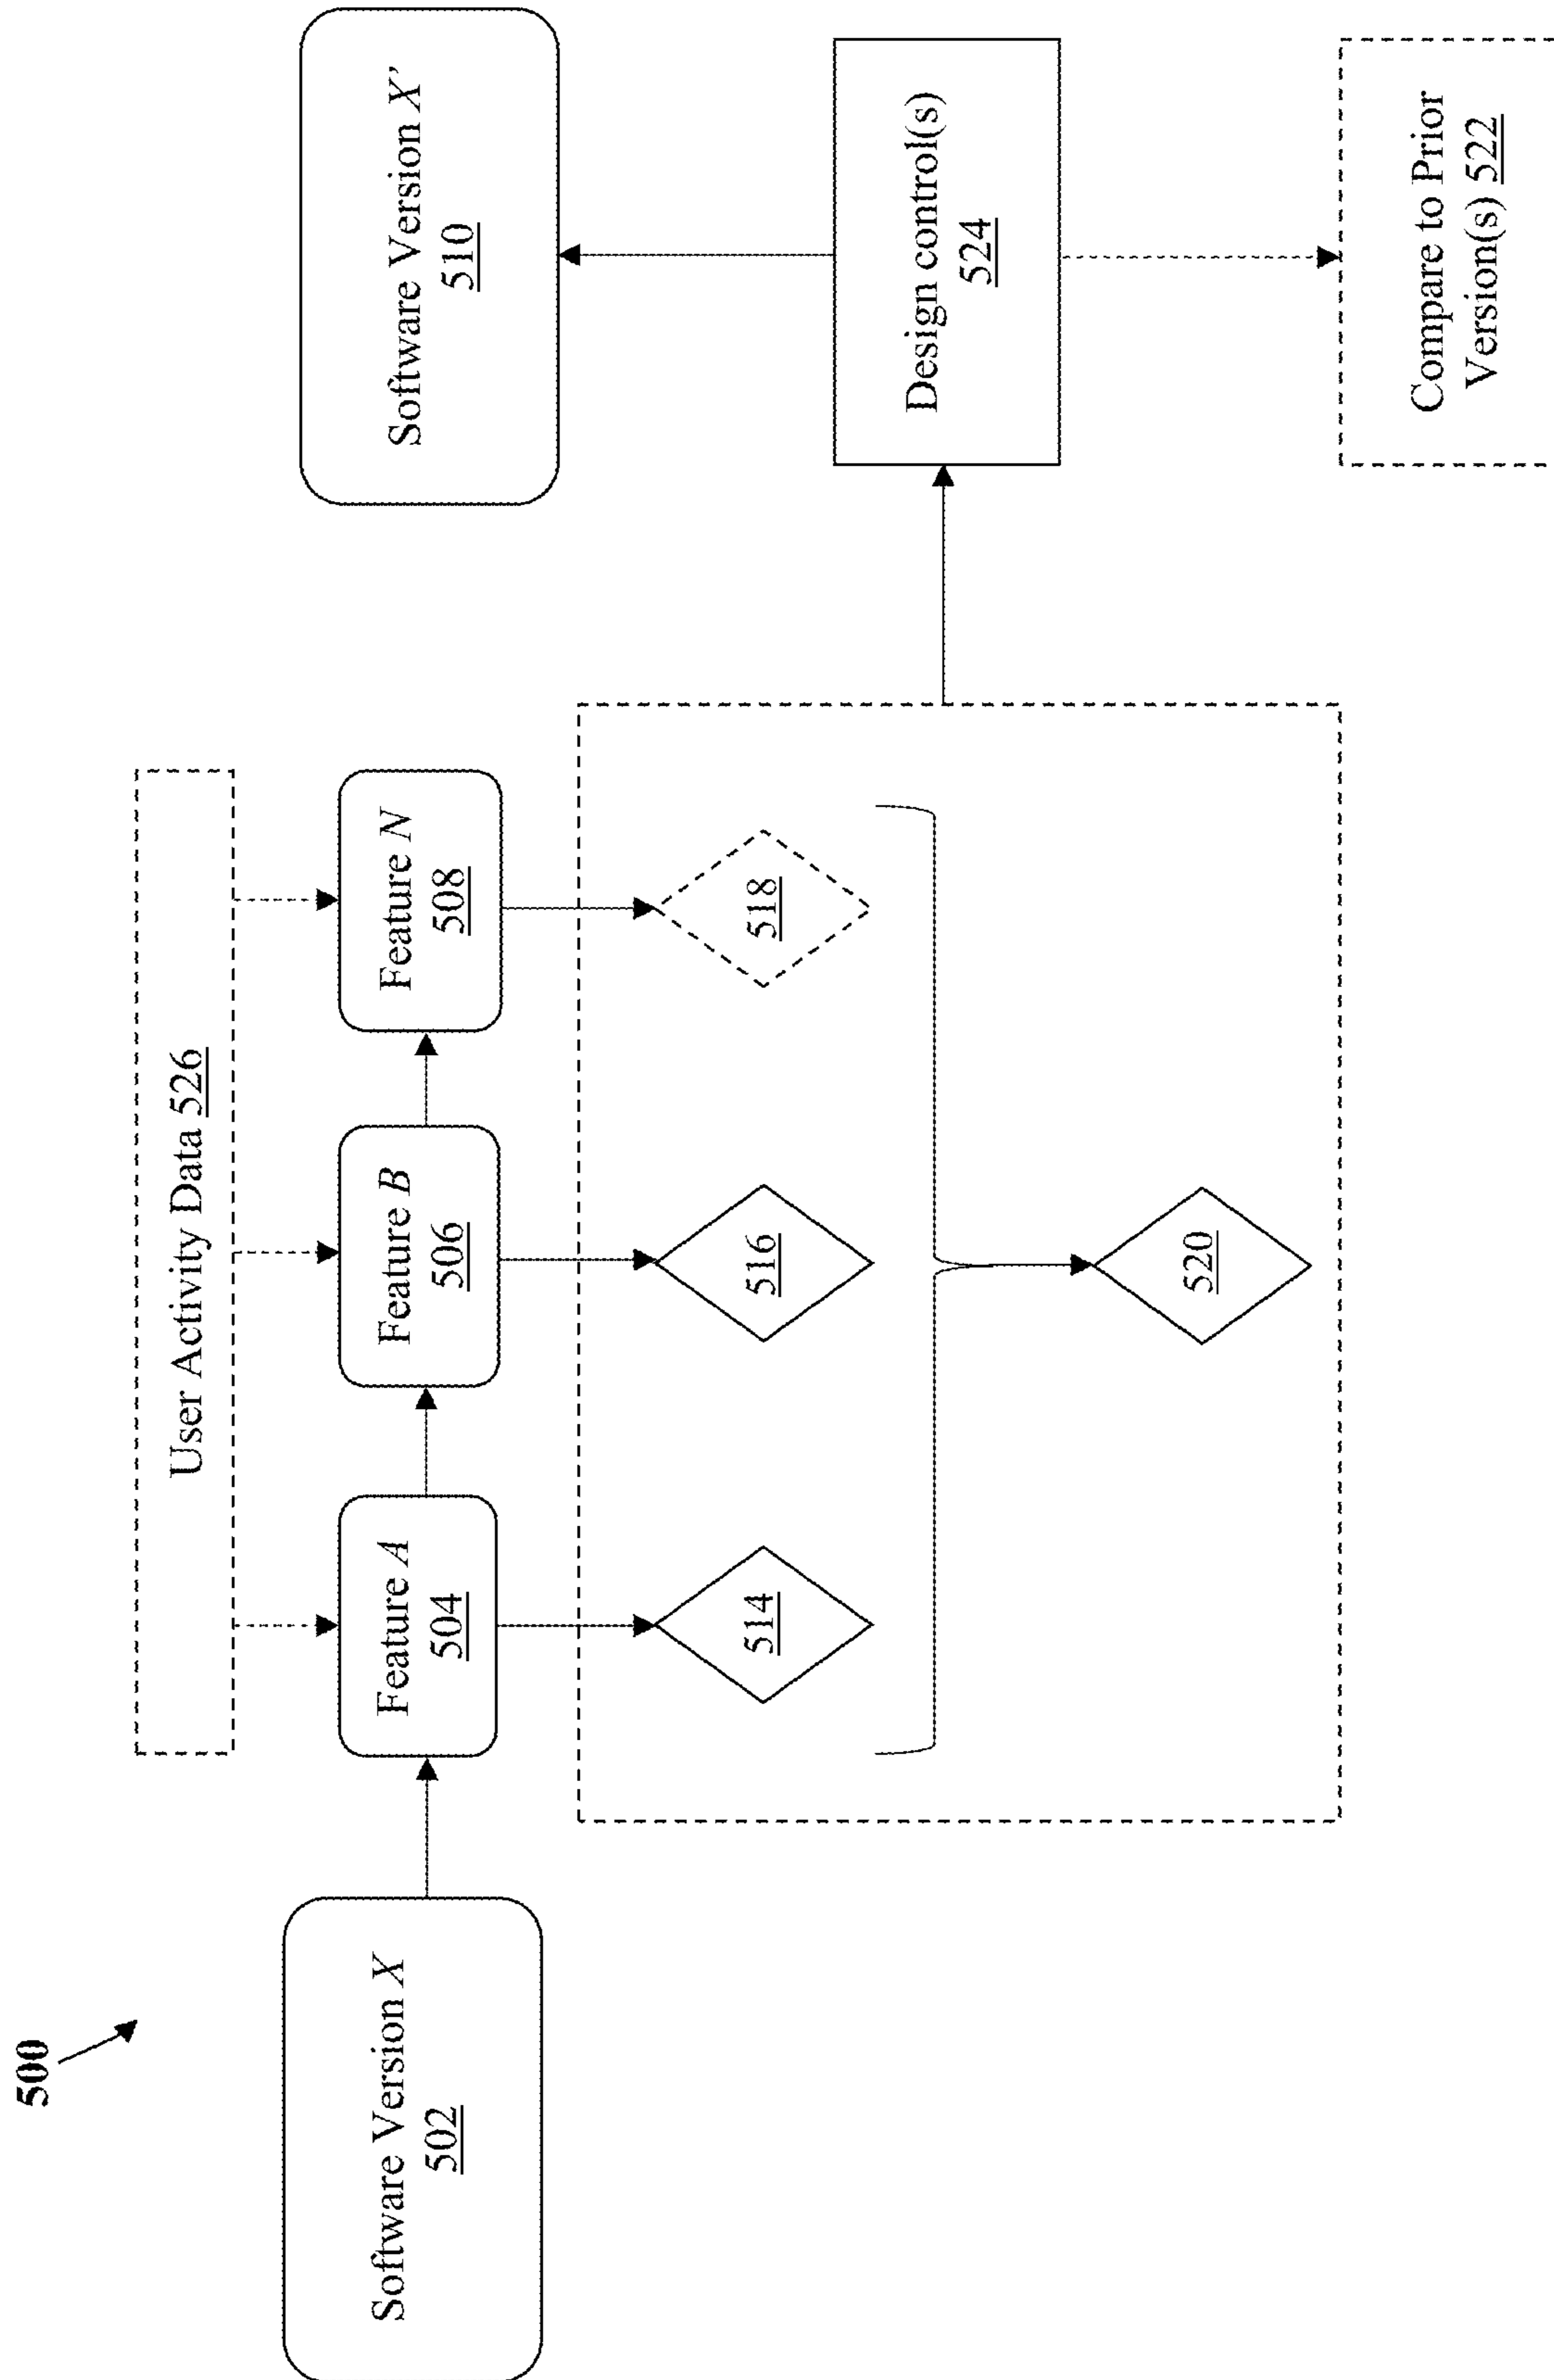 500
User Activity Data 526
Software Version X
502
Feature A
504
Feature B
506
Feature N
508
Software Version X'
510
514
516
518
520
Design control(s)
524
Compare to Prior
Version(s) 522